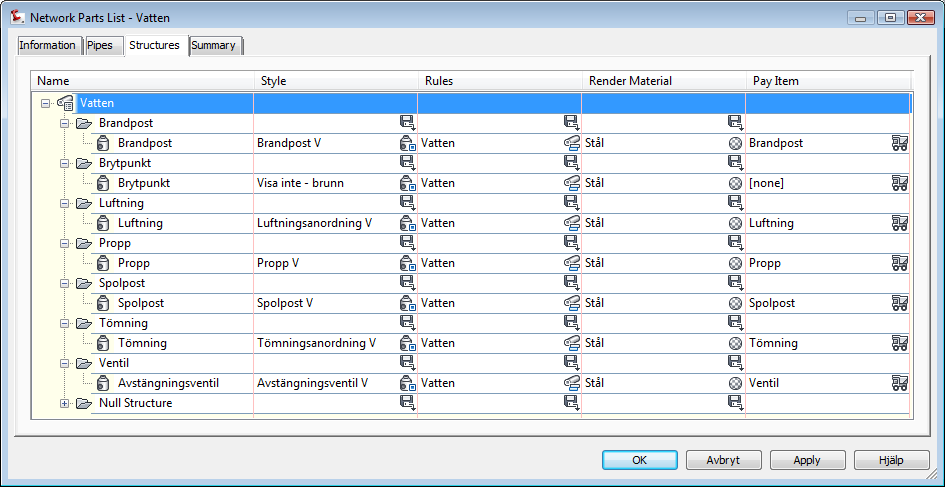 Network Parts List - Vatten
Information Pipes Structures Summary
Name Style Rules Render Material Pay Item
Vatten
Brandpost
Brandpost Brandpost V Vatten Stål Brandpost
Brytpunkt
Brytpunkt Visa inte - brunn Vatten Stål [none]
Luftning
Luftning Luftningsanordning V Vatten Stål Luftning
Propp
Propp Propp V Vatten Stål Propp
Spolpost
Spolpost Spolpost V Vatten Stål Spolpost
Tömning
Tömning Tömningsanordning V Vatten Stål Tömning
Ventil
Avstängningsventil Avstängningsventil V Vatten Stål Ventil
Null Structure
OK Avbryt Apply Hjälp